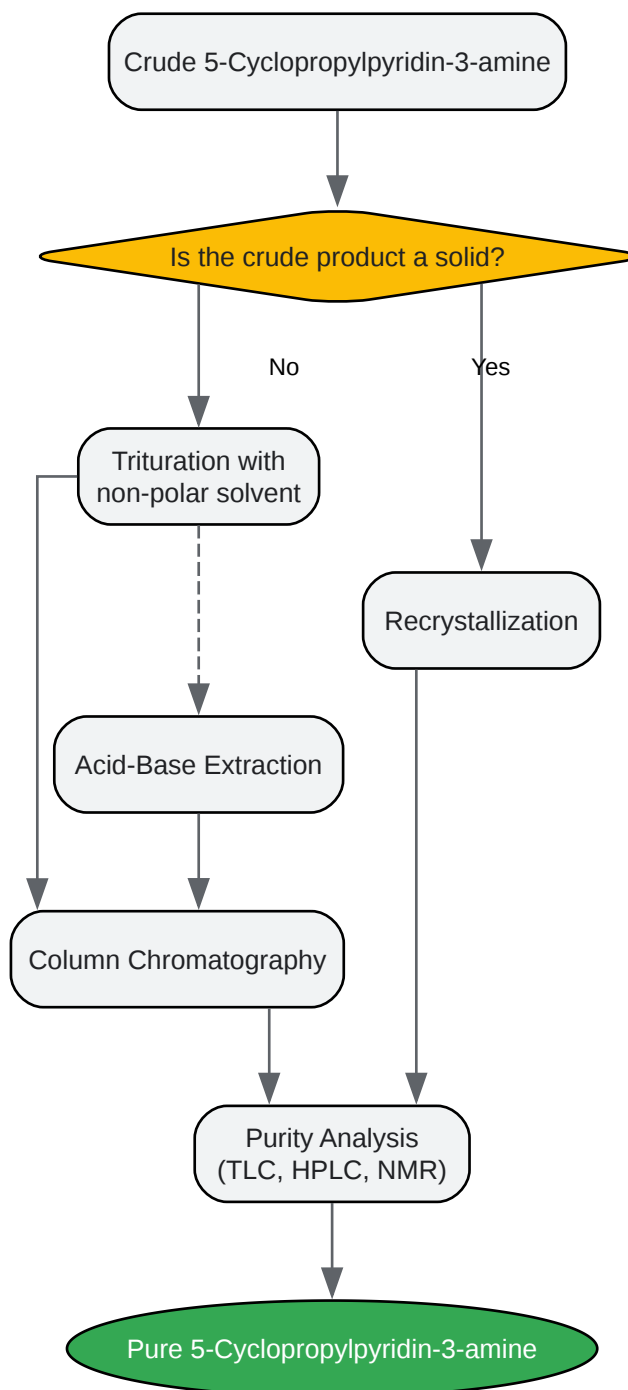 Crude 5-Cyclopropylpyridin-3-amine
Is the crude product a solid?
No
Yes
Trituration with
non-polar solvent
Recrystallization
Acid-Base Extraction
Column Chromatography
Purity Analysis
(TLC, HPLC, NMR)
Pure 5-Cyclopropylpyridin-3-amine